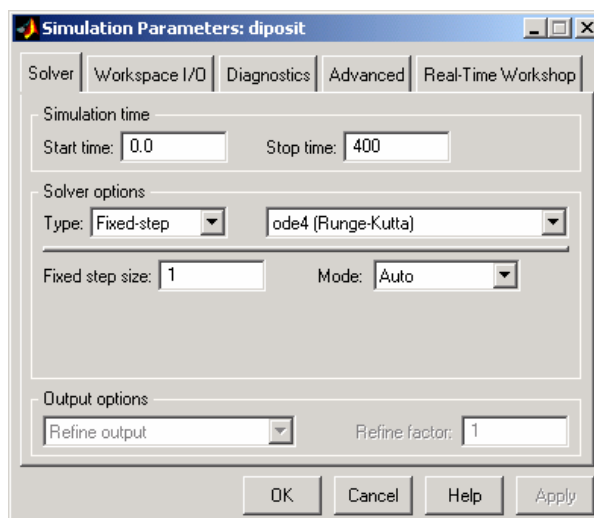 Simulation Parameters: diposit
Solver Workspace I/O Diagnostics Advanced Real-Time Workshop
Simulation time
Start time: 0.0 Stop time: 400
Solver options
Type: Fixed-step ode4 (Runge-Kutta)
Fixed step size: 1 Mode: Auto
Output options
Refine output Refine factor: 1
OK Cancel Help Apply